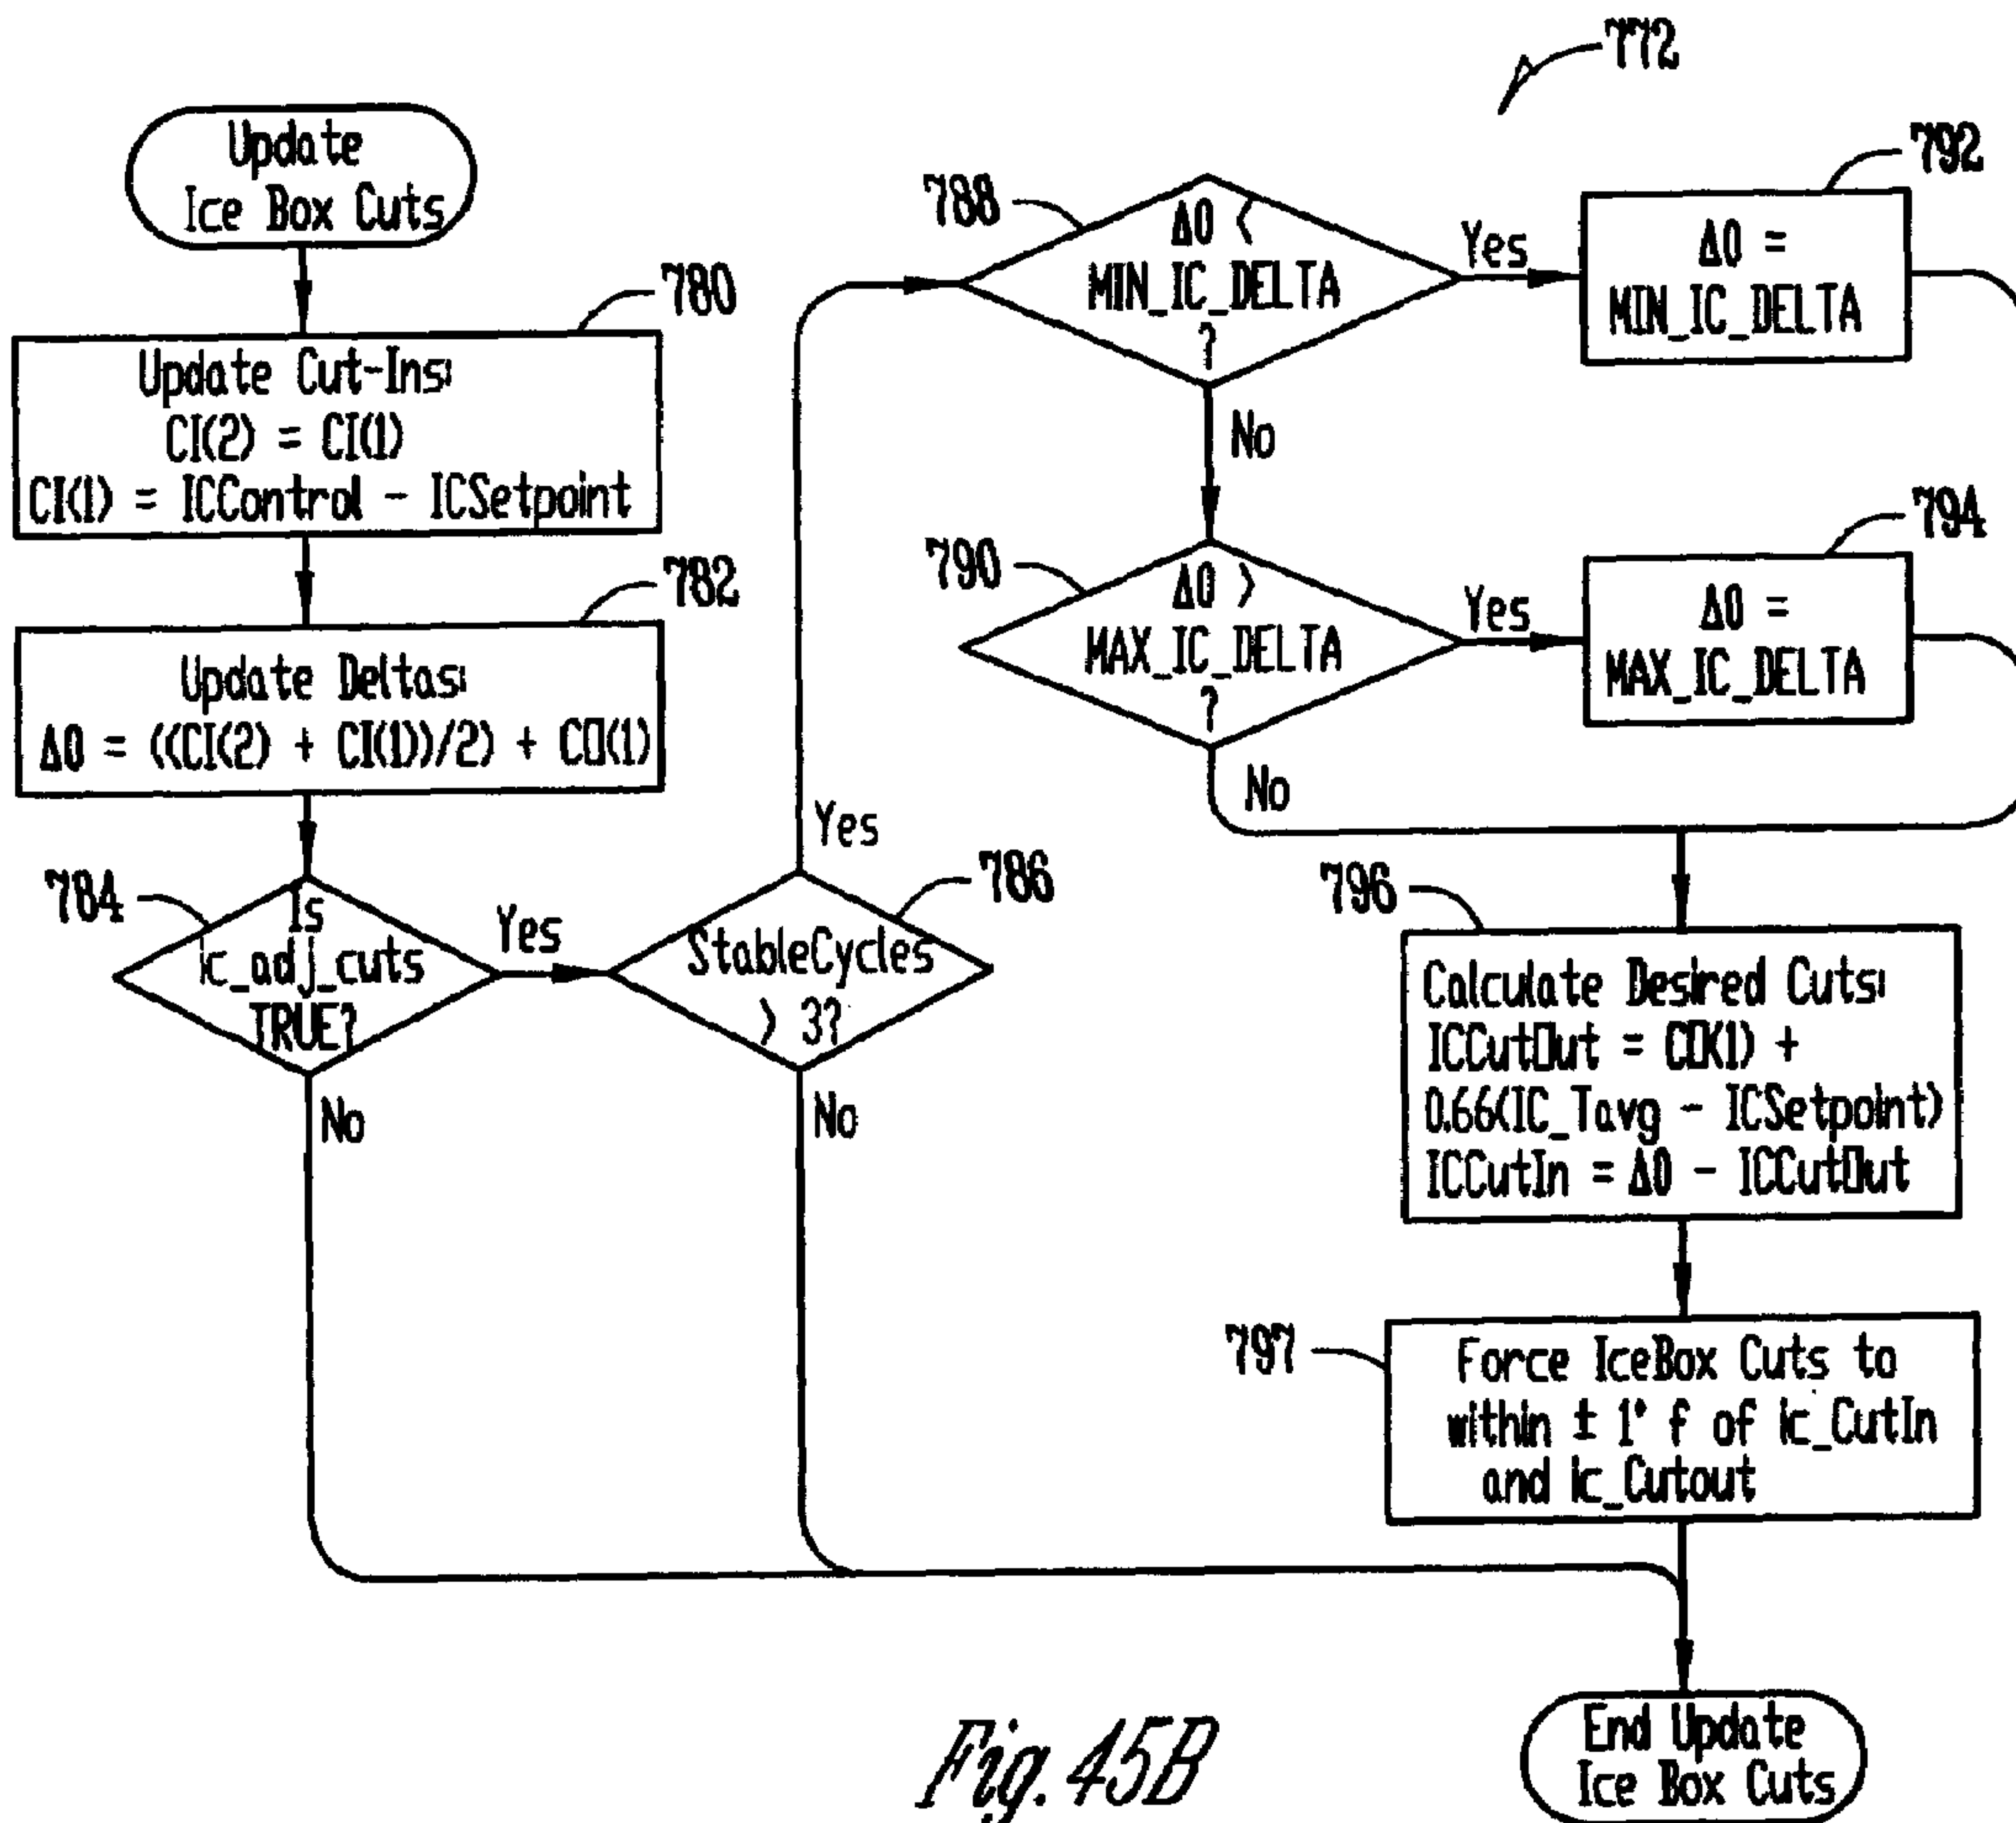 772
Update
Ice Box Cuts
780
Update Cut-Ins:
CI(2) = CI(1)
CI(1) = ICControl - ICSetpoint
782
Update Deltas:
Δ0 = ((CI(2) + CI(1))/2) + CO(1)
784
Is
ic_adj_cuts
TRUE?
Yes
No
786
StableCycles
> 3?
Yes
No
788
Δ0 <
MIN_IC_DELTA
?
Yes
No
792
Δ0 =
MIN_IC_DELTA
790
Δ0 >
MAX_IC_DELTA
?
Yes
No
794
Δ0 =
MAX_IC_DELTA
796
Calculate Desired Cuts:
ICCutOut = CO(1) +
0.66(IC_Tavg - ICSetpoint)
ICCutIn = Δ0 - ICCutOut
797
Force IceBox Cuts to
within ± 1° f of ic_CutIn
and ic_Cutout
End Update
Ice Box Cuts
Fig. 45B